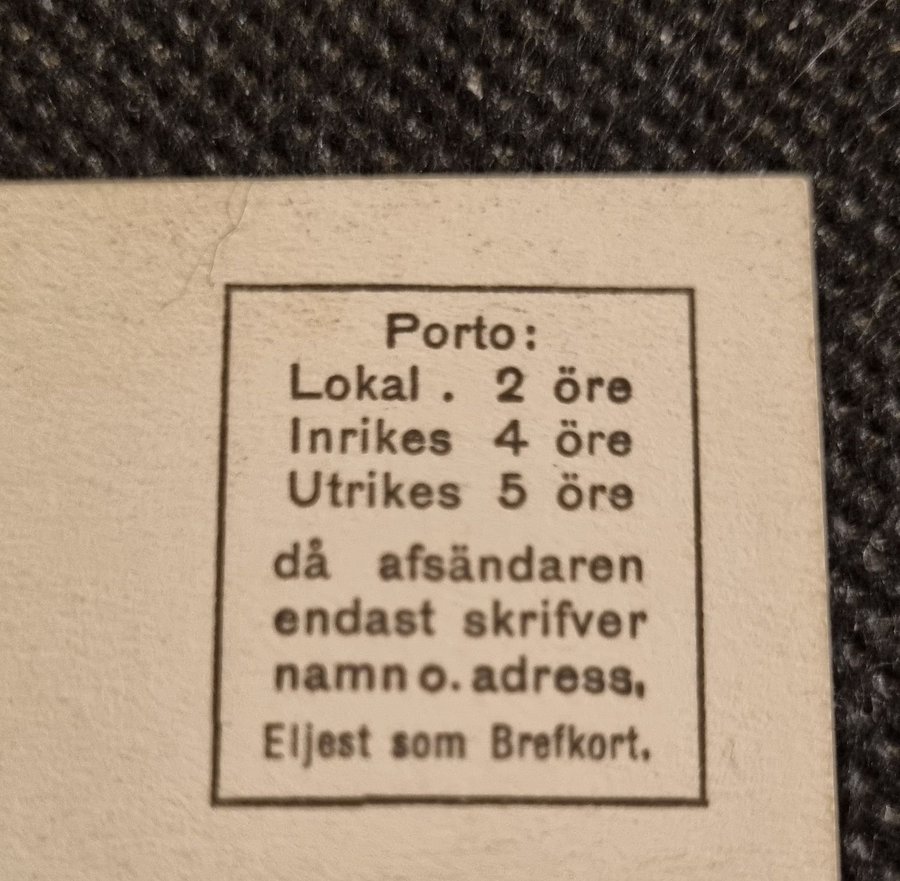 Porto:
Lokal . 2 öre
Inrikes 4 öre
Utrikes 5 öre
då afsändaren
endast skrifver
namn o. adress,
Eljest som Brefkort.